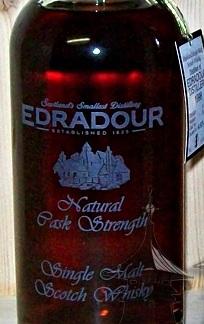 Scotland's Smallest Distillery
EDRADOUR
ESTABLISHED 1825
Natural
Cask Strength
Single Malt
Scotch Whisky